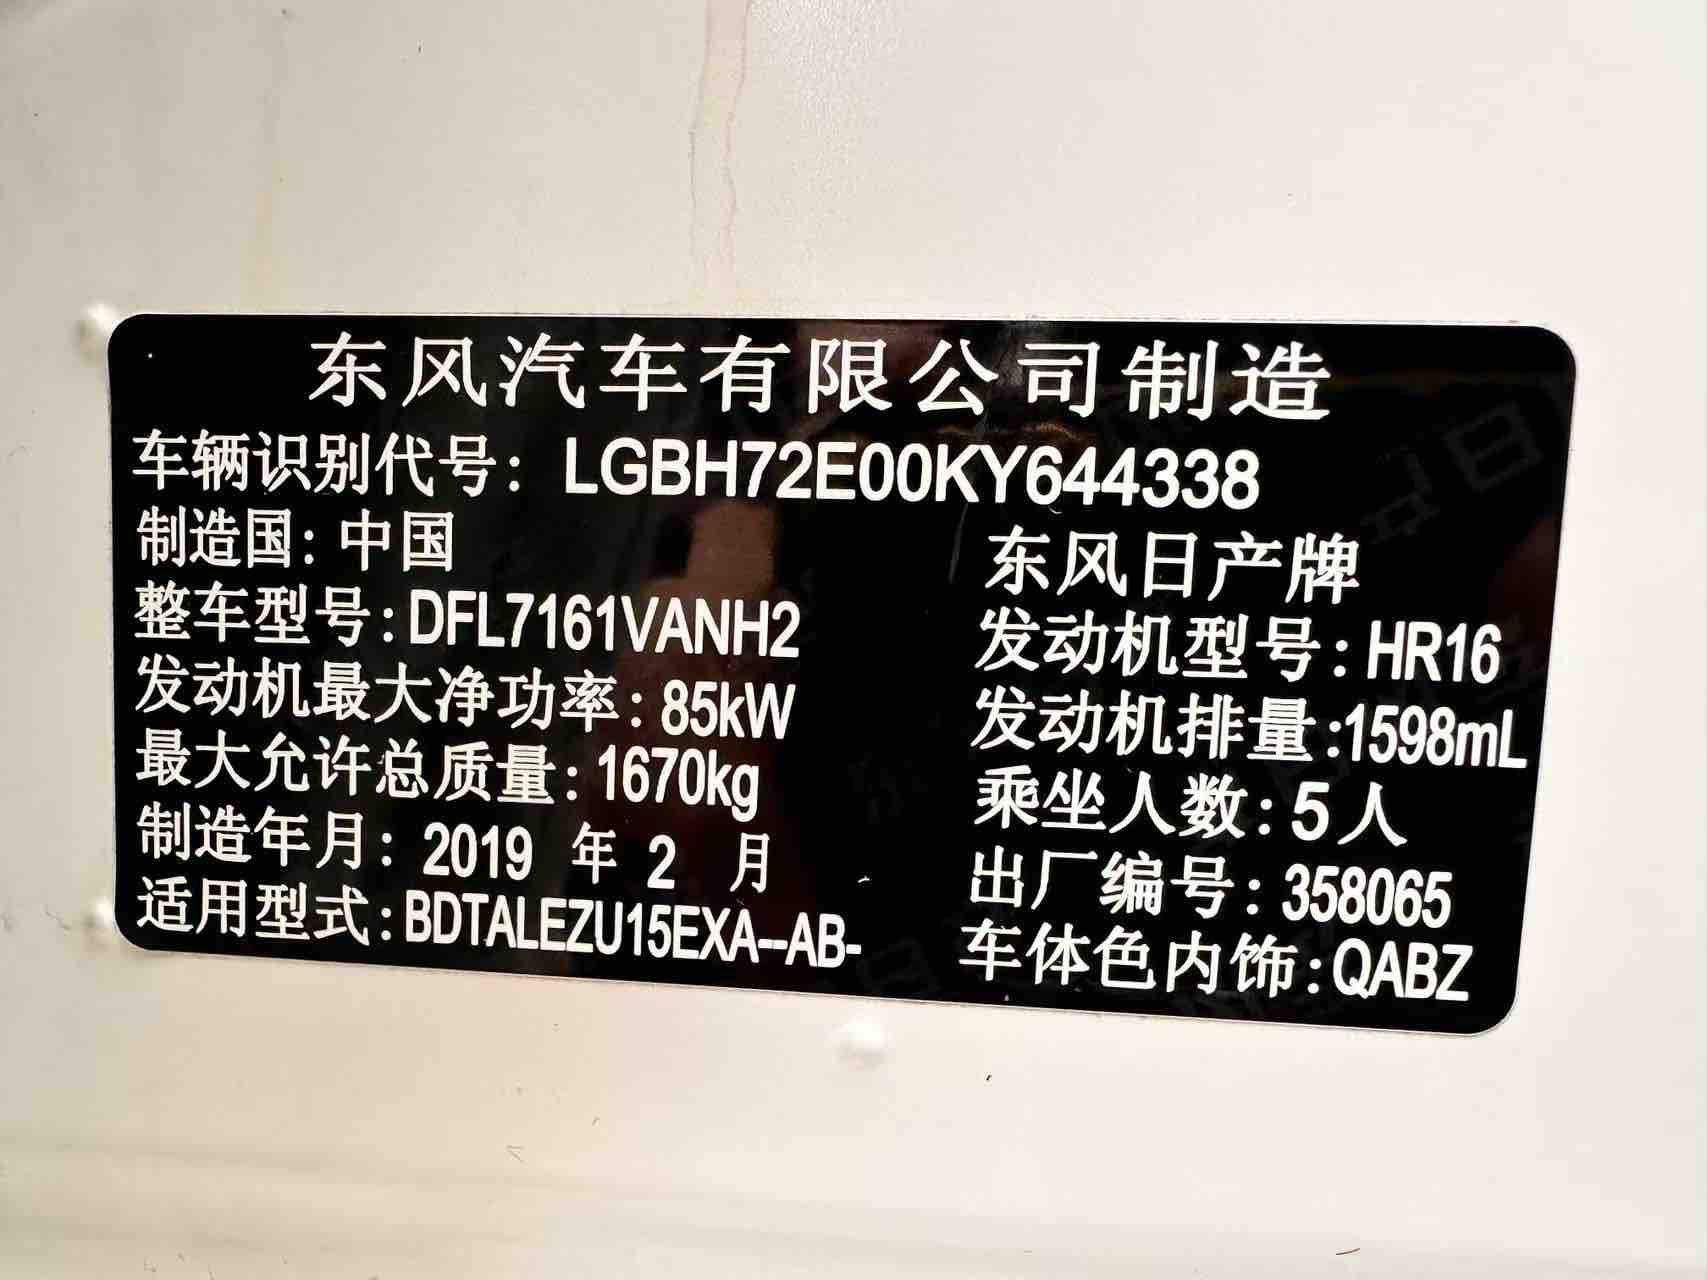 东风汽车有限公司制造
车辆识别代号：LGBH72E00KY644338
制造国：中国
东风日产牌
整车型号：DFL7161VANH2
发动机型号：HR16
发动机最大净功率：85kW
发动机排量：1598mL
最大允许总质量：1670kg
乘坐人数：5人
制造年月：2019 年 2 月
出厂编号：358065
适用型式：BDTALEZU15EXA--AB-
车体色内饰：QABZ